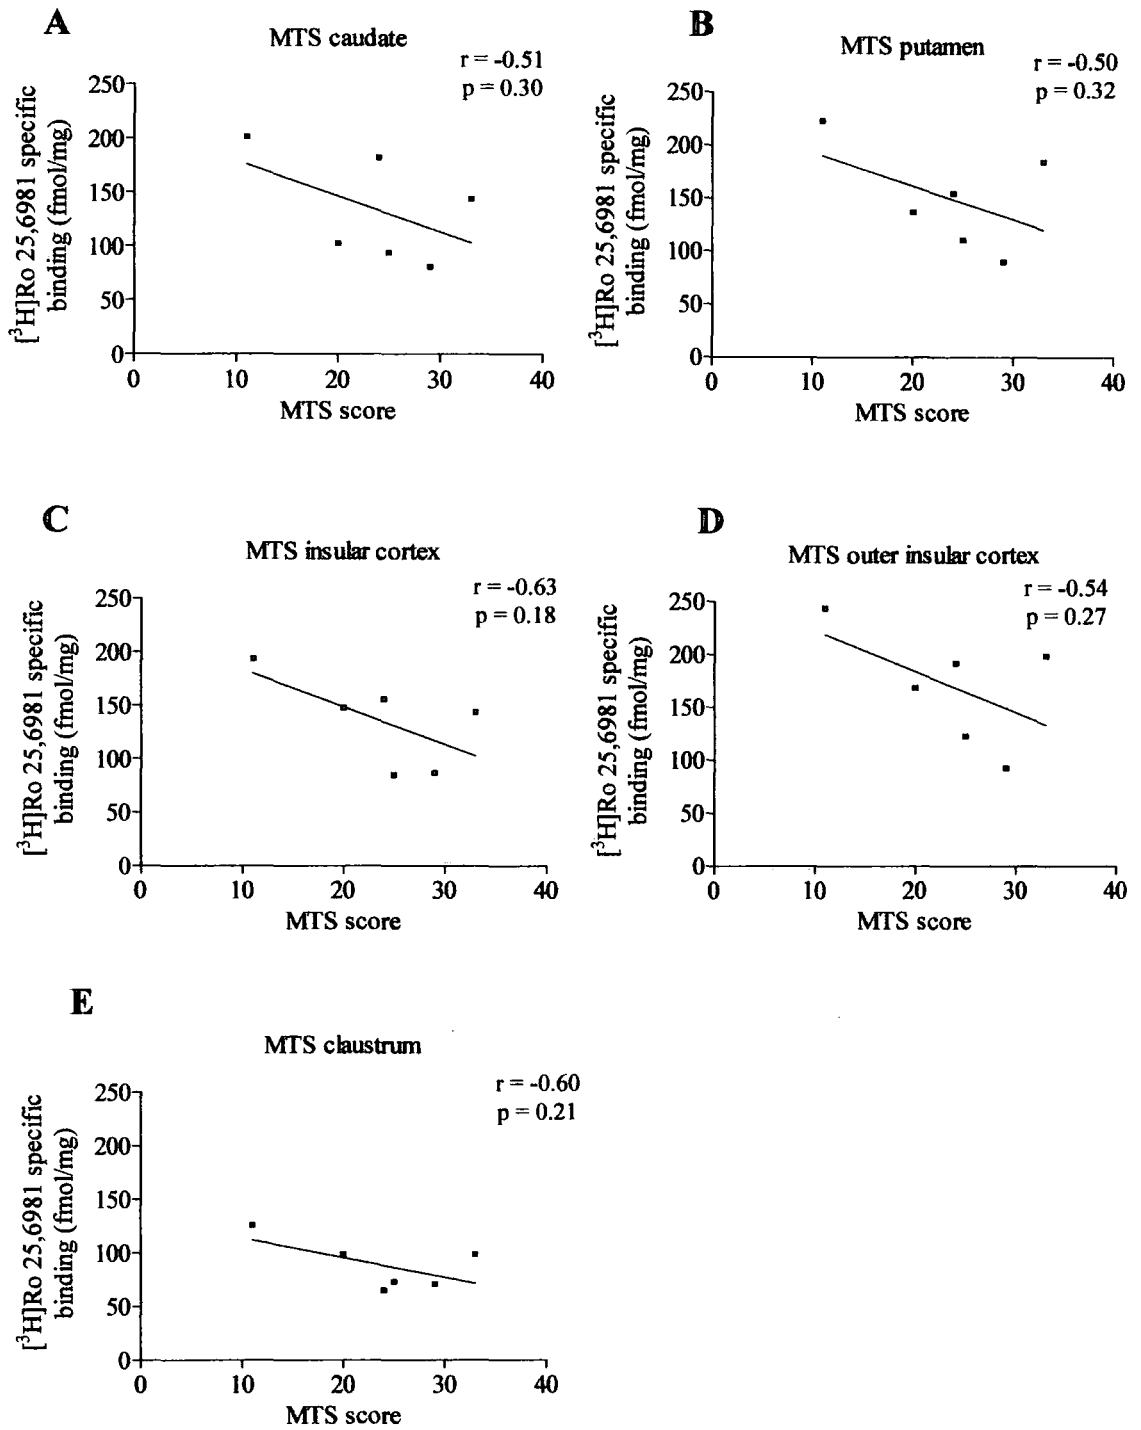 A
MTS caudate
r = -0.51
p = 0.30
[³H]Ro 25,6981 specific
binding (fmol/mg)
250
200
150
100
50
0
0 10 20 30 40
MTS score
B
MTS putamen
r = -0.50
p = 0.32
[³H]Ro 25,6981 specific
binding (fmol/mg)
250
200
150
100
50
0
0 10 20 30 40
MTS score
C
MTS insular cortex
r = -0.63
p = 0.18
[³H]Ro 25,6981 specific
binding (fmol/mg)
250
200
150
100
50
0
0 10 20 30 40
MTS score
D
MTS outer insular cortex
r = -0.54
p = 0.27
[³H]Ro 25,6981 specific
binding (fmol/mg)
250
200
150
100
50
0
0 10 20 30 40
MTS score
E
MTS claustrum
r = -0.60
p = 0.21
[³H]Ro 25,6981 specific
binding (fmol/mg)
250
200
150
100
50
0
0 10 20 30 40
MTS score